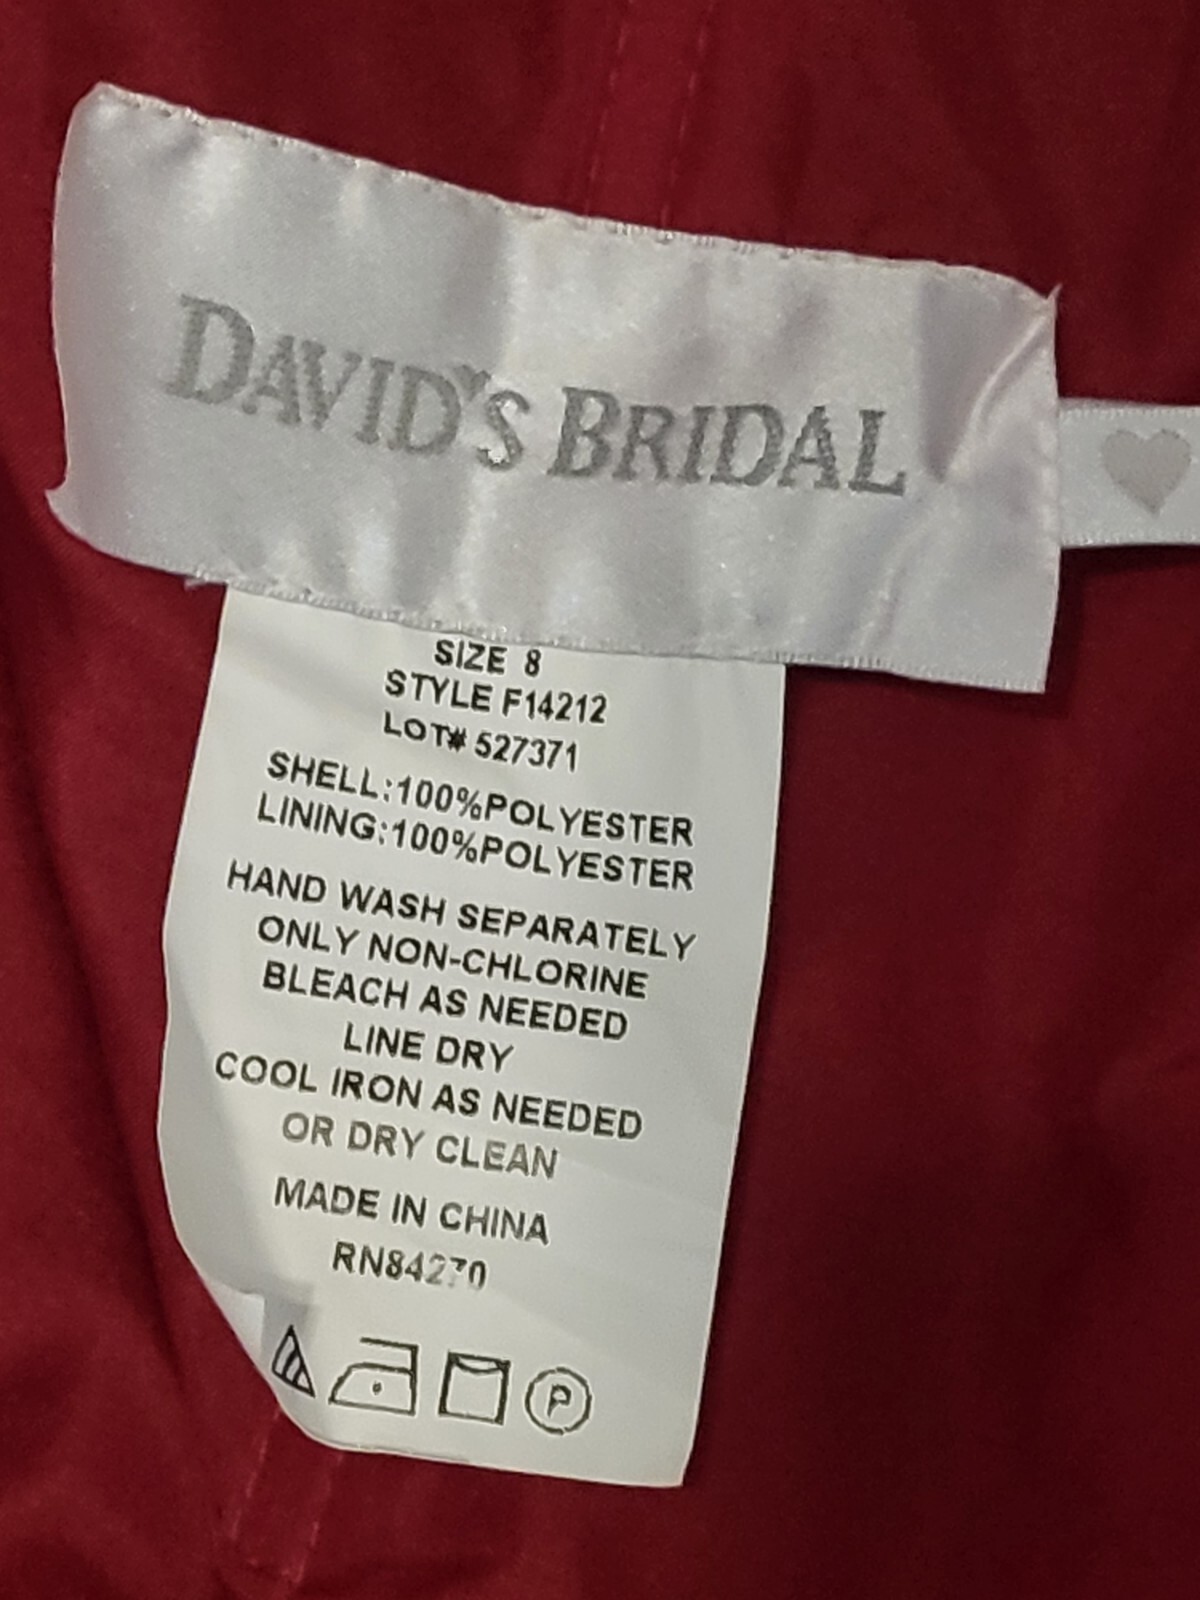 DAVID'S BRIDAL
SIZE 8
STYLE F14212
LOT# 527371
SHELL:100%POLYESTER
LINING:100%POLYESTER
HAND WASH SEPARATELY
ONLY NON-CHLORINE
BLEACH AS NEEDED
LINE DRY
COOL IRON AS NEEDED
OR DRY CLEAN
MADE IN CHINA
RN84270
P